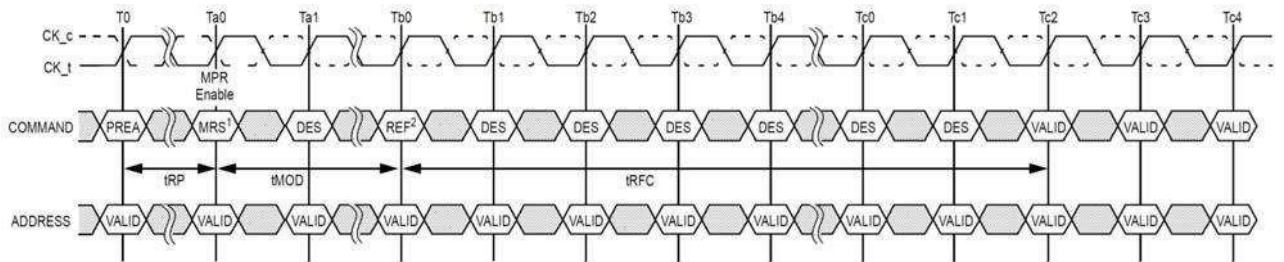 T0 Ta0 Ta1 Tb0 Tb1 Tb2 Tb3 Tb4 Tc0 Tc1 Tc2 Tc3 Tc4
CK_c
CK_t
MPR
Enable
COMMAND PREA MRS1 DES REF2 DES DES DES DES DES DES VALID VALID VALID
tRP tMOD tRFC
ADDRESS VALID VALID VALID VALID VALID VALID VALID VALID VALID VALID VALID VALID VALID